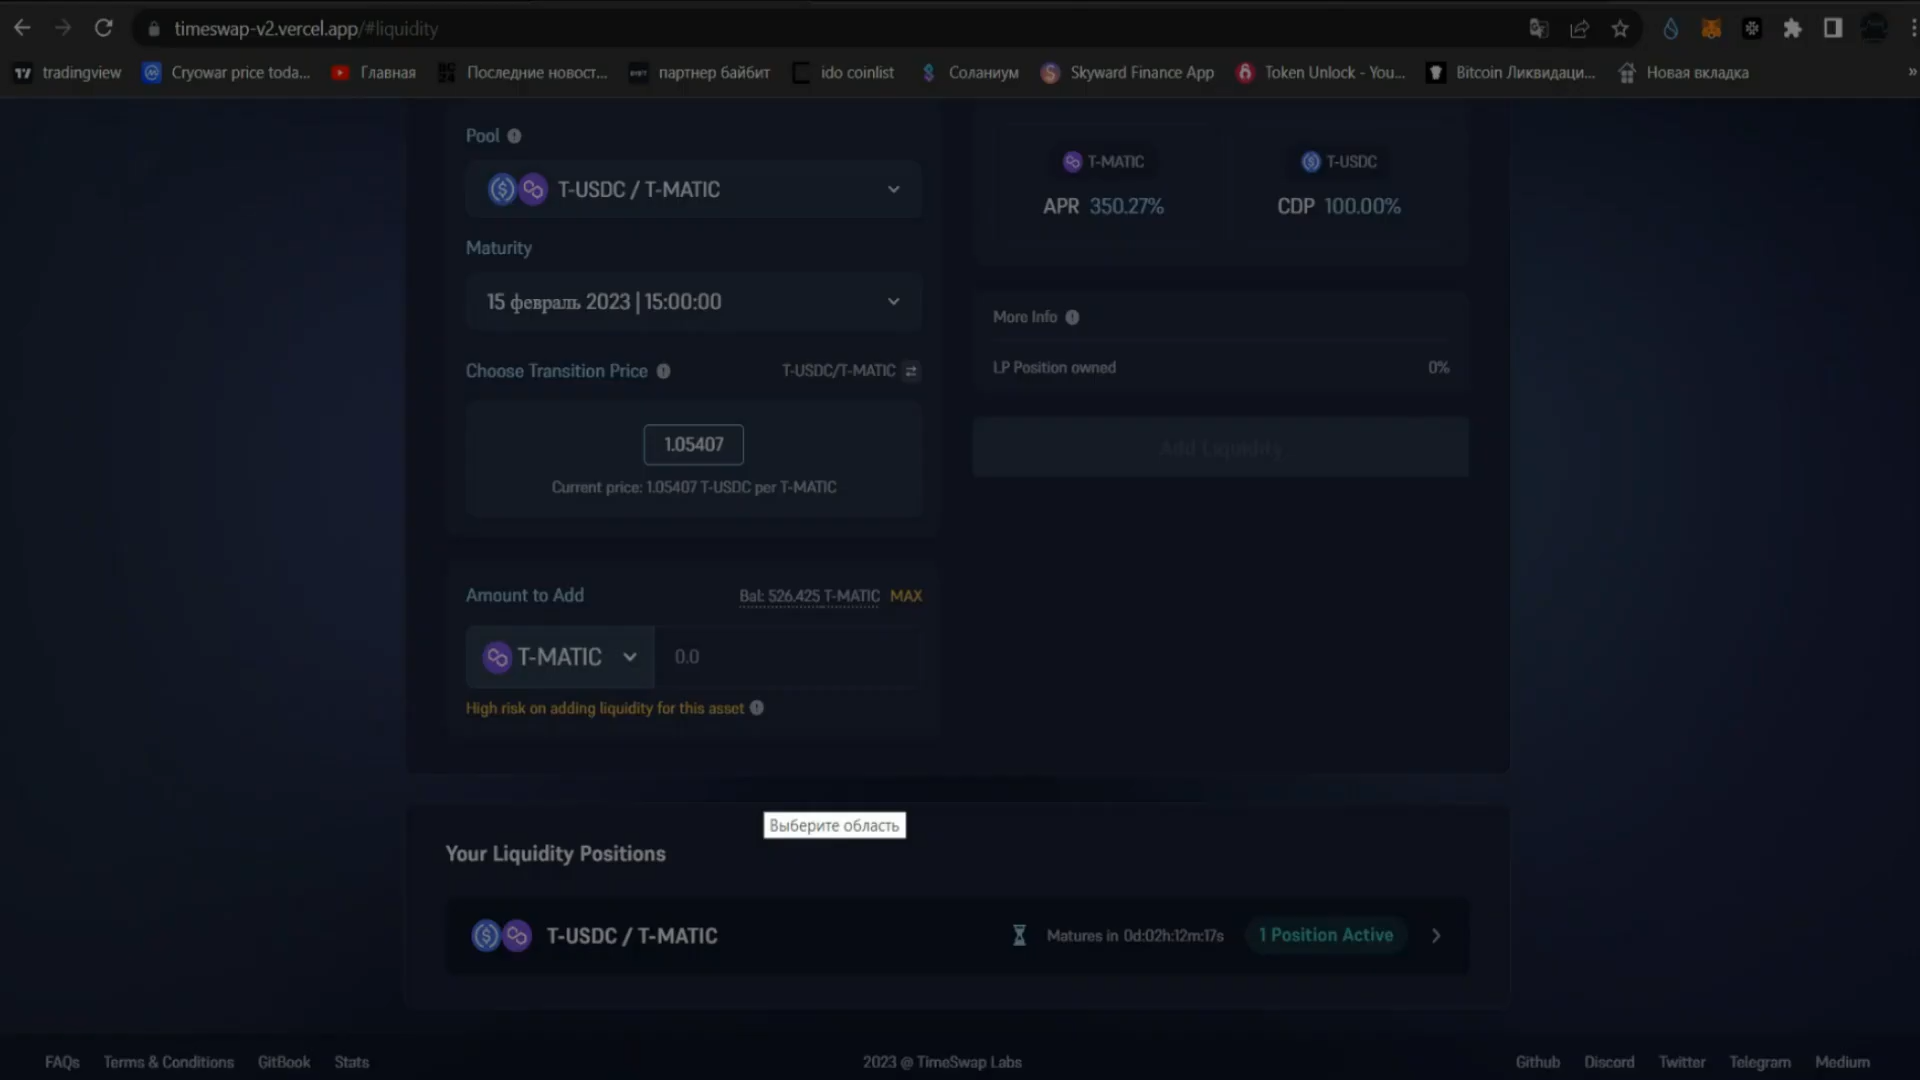 timeswap-v2.vercel.app/#liquidity
tradingview
Cryowar price toda...
Главная
Последние новост...
партнер байбит
ido coinlist
Соланиум
Skyward Finance App
Token Unlock - You...
Bitcoin Ликвидаци...
Новая вкладка
»
Pool
T-USDC / T-MATIC
Maturity
15 февраль 2023 | 15:00:00
Choose Transition Price
T-USDC/T-MATIC
1.05407
Current price: 1.05407 T-USDC per T-MATIC
Amount to Add
Bal: 526.425 T-MATIC MAX
T-MATIC
0.0
High risk on adding liquidity for this asset
T-MATIC
APR 350.27%
T-USDC
CDP 100.00%
More Info
LP Position owned
0%
Add Liquidity
Выберите область
Your Liquidity Positions
T-USDC / T-MATIC
Matures in 0d:02h:12m:17s
1 Position Active
FAQs
Terms & Conditions
GitBook
Stats
2023 @ TimeSwap Labs
Github
Discord
Twitter
Telegram
Medium